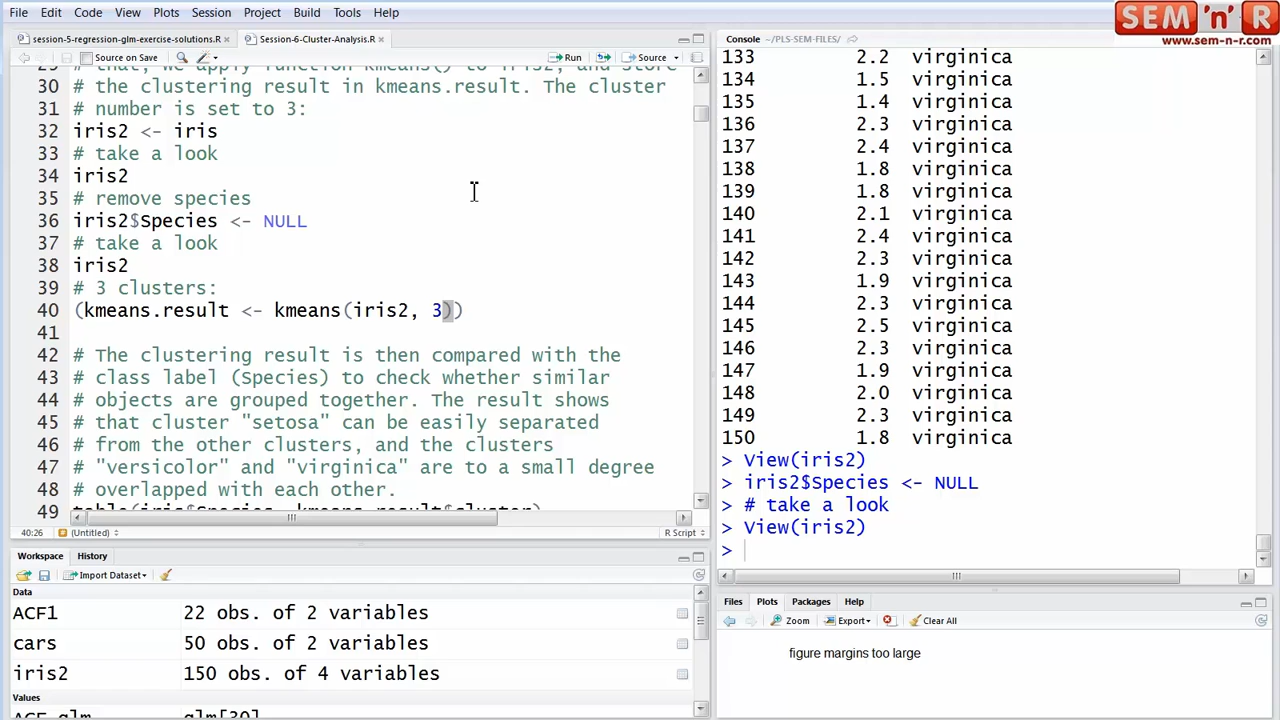 File Edit Code View Plots Session Project Build Tools Help
SEM 'n' R
www.sem-n-r.com
session-5-regression-glm-exercise-solutions.R
Session-6-Cluster-Analysis.R
Source on Save
Run
Source
29 # that, we apply function kmeans() to iris2, and store
30 # the clustering result in kmeans.result. The cluster
31 # number is set to 3:
32 iris2 <- iris
33 # take a look
34 iris2
35 # remove species
36 iris2$Species <- NULL
37 # take a look
38 iris2
39 # 3 clusters:
40 (kmeans.result <- kmeans(iris2, 3))
41
42 # The clustering result is then compared with the
43 # class label (Species) to check whether similar
44 # objects are grouped together. The result shows
45 # that cluster "setosa" can be easily separated
46 # from the other clusters, and the clusters
47 # "versicolor" and "virginica" are to a small degree
48 # overlapped with each other.
49 table(iris$Species, kmeans.result$cluster)
40:26 (Untitled) R Script
Workspace History
Import Dataset
Data
ACF1 22 obs. of 2 variables
cars 50 obs. of 2 variables
iris2 150 obs. of 4 variables
Values
ACF.glm glm[30]
Console ~/PLS-SEM-FILES/
133 2.2 virginica
134 1.5 virginica
135 1.4 virginica
136 2.3 virginica
137 2.4 virginica
138 1.8 virginica
139 1.8 virginica
140 2.1 virginica
141 2.4 virginica
142 2.3 virginica
143 1.9 virginica
144 2.3 virginica
145 2.5 virginica
146 2.3 virginica
147 1.9 virginica
148 2.0 virginica
149 2.3 virginica
150 1.8 virginica
> View(iris2)
> iris2$Species <- NULL
> # take a look
> View(iris2)
>
Files Plots Packages Help
Zoom Export Clear All
figure margins too large